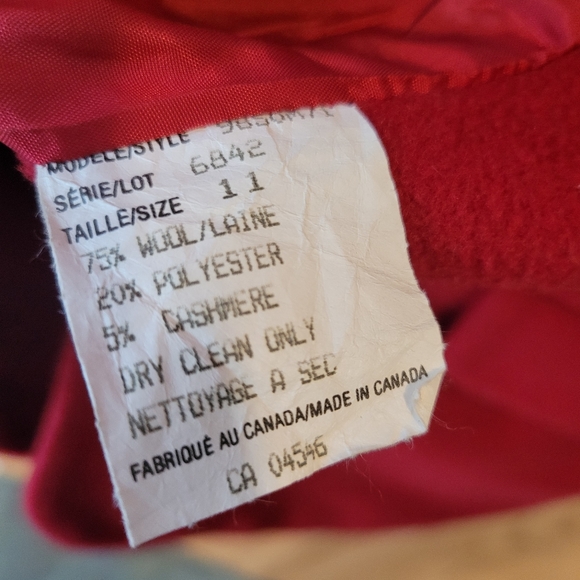 MODÈLE/STYLE
SÉRIE/LOT 6842
TAILLE/SIZE 11
75% WOOL/LAINE
20% POLYESTER
5% CASHMERE
DRY CLEAN ONLY
NETTOYAGE A SEC
FABRIQUÉ AU CANADA/MADE IN CANADA
CA 04546